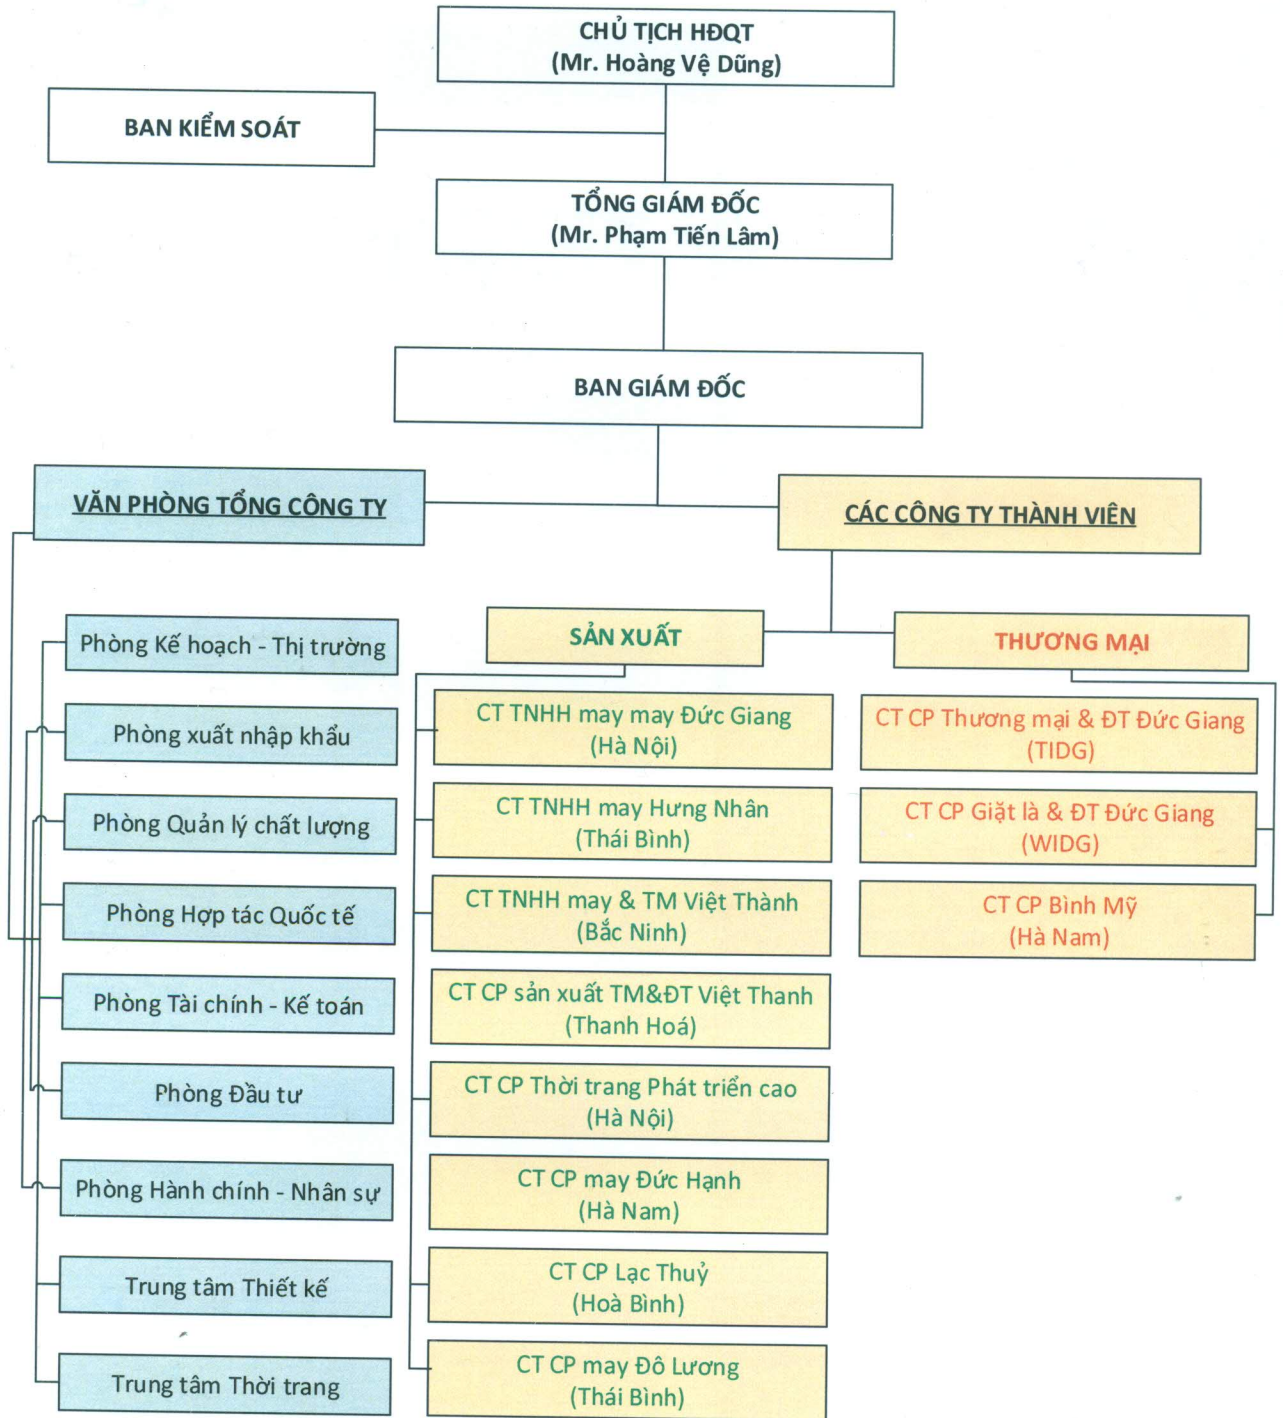 CHỦ TỊCH HĐQT
(Mr. Hoàng Vệ Dũng)
BAN KIỂM SOÁT
TỔNG GIÁM ĐỐC
(Mr. Phạm Tiến Lâm)
BAN GIÁM ĐỐC
VĂN PHÒNG TỔNG CÔNG TY
CÁC CÔNG TY THÀNH VIÊN
Phòng Kế hoạch - Thị trường
Phòng xuất nhập khẩu
Phòng Quản lý chất lượng
Phòng Hợp tác Quốc tế
Phòng Tài chính - Kế toán
Phòng Đầu tư
Phòng Hành chính - Nhân sự
Trung tâm Thiết kế
Trung tâm Thời trang
SẢN XUẤT
CT TNHH may may Đức Giang
(Hà Nội)
CT TNHH may Hưng Nhân
(Thái Bình)
CT TNHH may & TM Việt Thành
(Bắc Ninh)
CT CP sản xuất TM&ĐT Việt Thanh
(Thanh Hoá)
CT CP Thời trang Phát triển cao
(Hà Nội)
CT CP may Đức Hạnh
(Hà Nam)
CT CP Lạc Thuỷ
(Hoà Bình)
CT CP may Đô Lương
(Thái Bình)
THƯƠNG MẠI
CT CP Thương mại & ĐT Đức Giang
(TIDG)
CT CP Giặt là & ĐT Đức Giang
(WIDG)
CT CP Bình Mỹ
(Hà Nam)